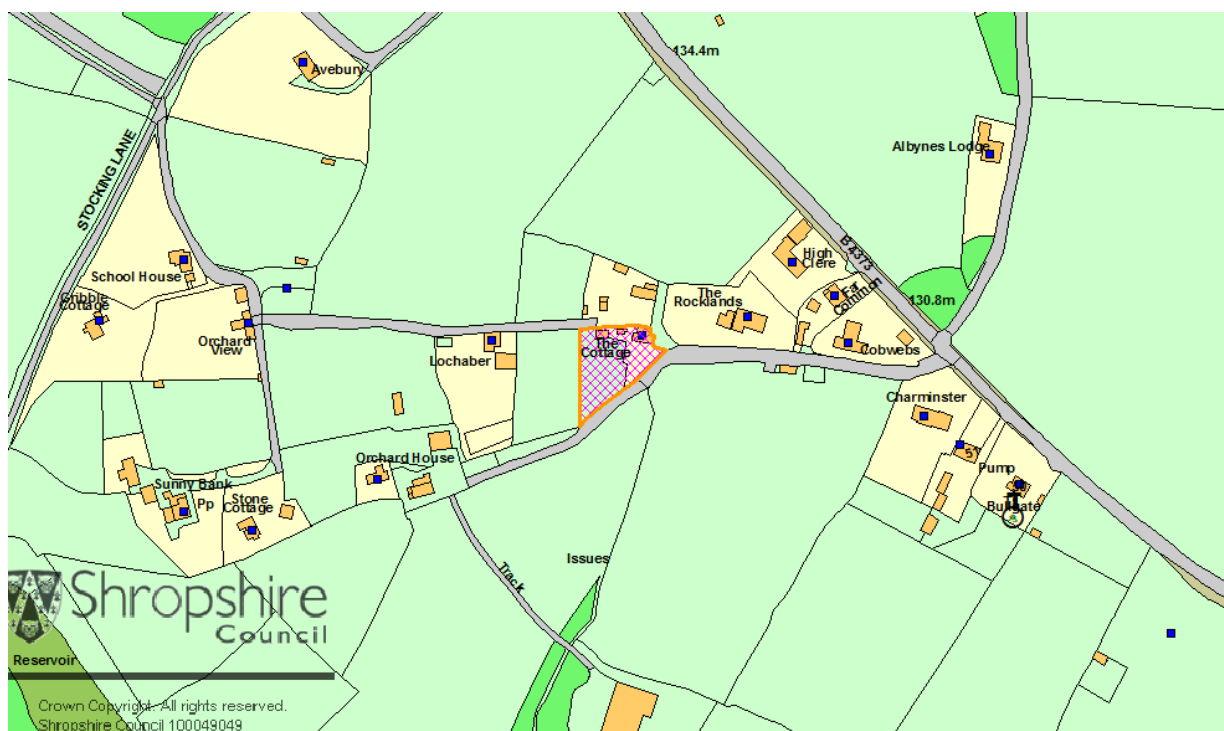 134.4m
Avebury
STOCKING LANE
Albynes Lodge
School House
High
Clere
B 4373
Gribble
Cottage
The
Rocklands
Far
Common
130.8m
Orchard
View
The
Cottage
Lochaber
Cobwebs
Charminster
Orchard House
51
Pump
Sunny Bank
Pp
Stone
Cottage
Bullgate
Issues
Track
Shropshire
Council
Reservoir
Crown Copyright. All rights reserved.
Shropshire Council 100049049